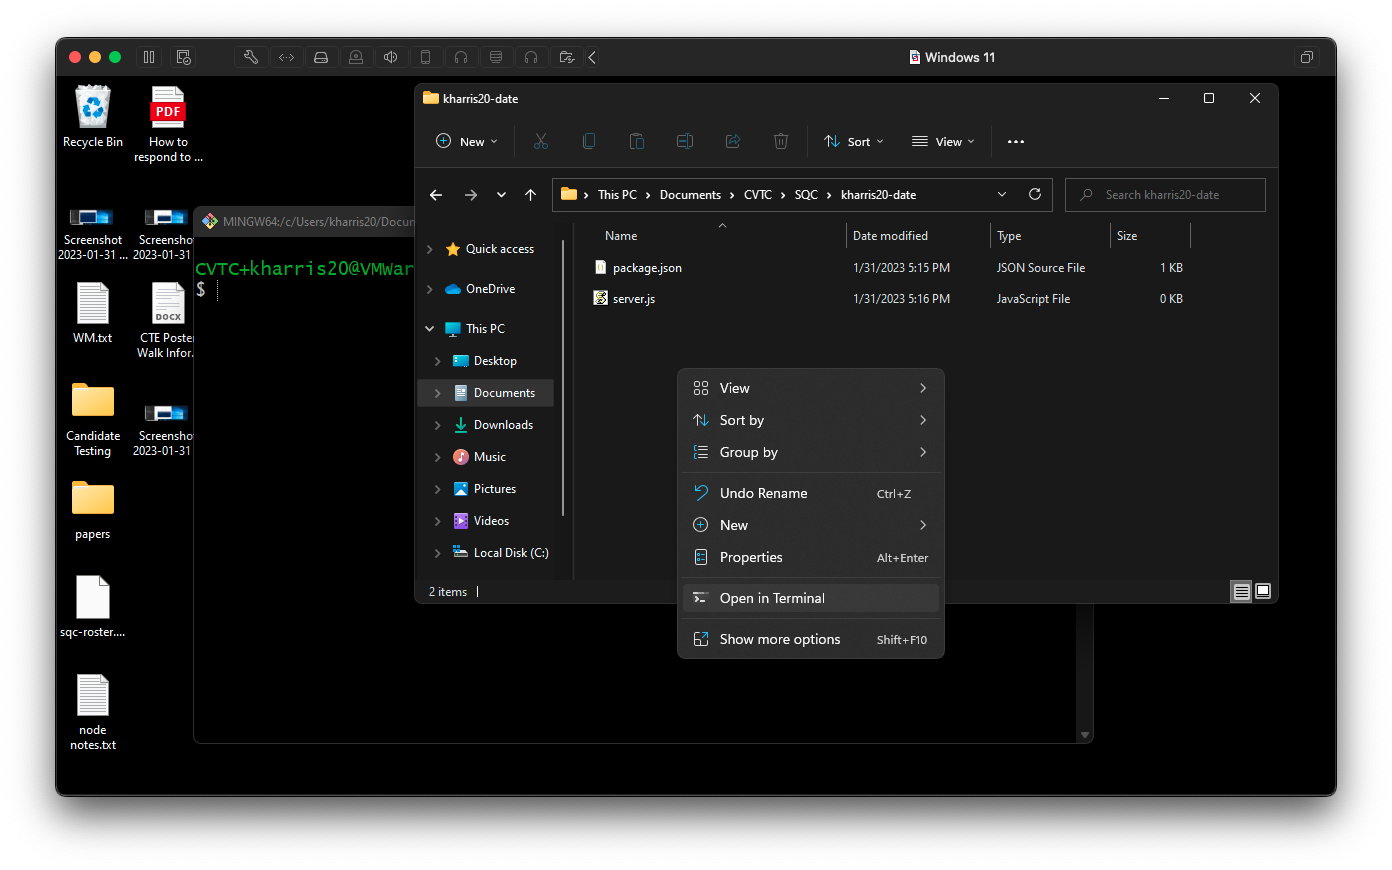 Windows 11
Recycle Bin
PDF
How to
respond to ...
Screenshot
2023-01-31 ...
Screensho
2023-01-31
WM.txt
DOCX
CTE Poste
Walk Infor.
Candidate
Testing
Screensho
2023-01-31
papers
sqc-roster....
node
notes.txt
MINGW64:/c/Users/kharris20/Docun
CVTC+kharris20@VMWar
$
kharris20-date
New
Sort
View
...
This PC > Documents > CVTC > SQC > kharris20-date
Search kharris20-date
Quick access
OneDrive
This PC
Desktop
Documents
Downloads
Music
Pictures
Videos
Local Disk (C:)
Name Date modified Type Size
package.json 1/31/2023 5:15 PM JSON Source File 1 KB
server.js 1/31/2023 5:16 PM JavaScript File 0 KB
View
Sort by
Group by
Undo Rename Ctrl+Z
New
Properties Alt+Enter
Open in Terminal
Show more options Shift+F10
2 items